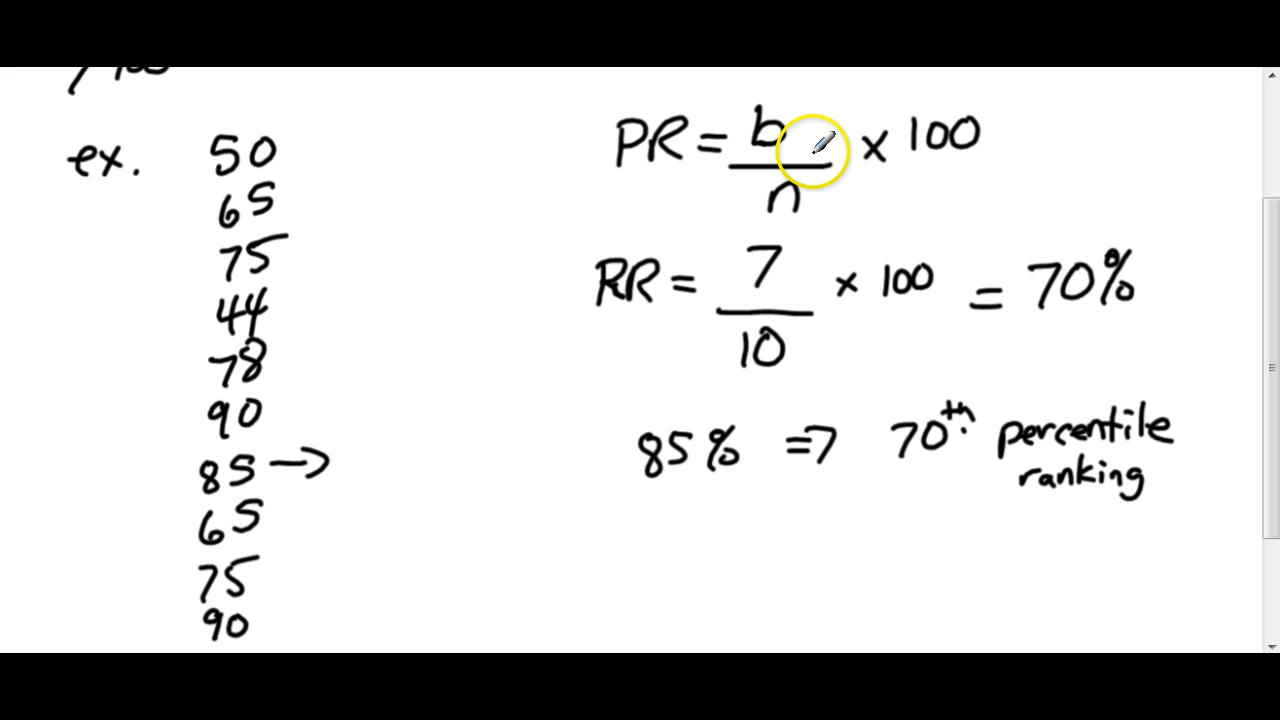 ex. 50
65
75
44
78
90
85 →
65
75
90
PR = b/n × 100
RR = 7/10 × 100 = 70%
85% => 70th percentile
ranking